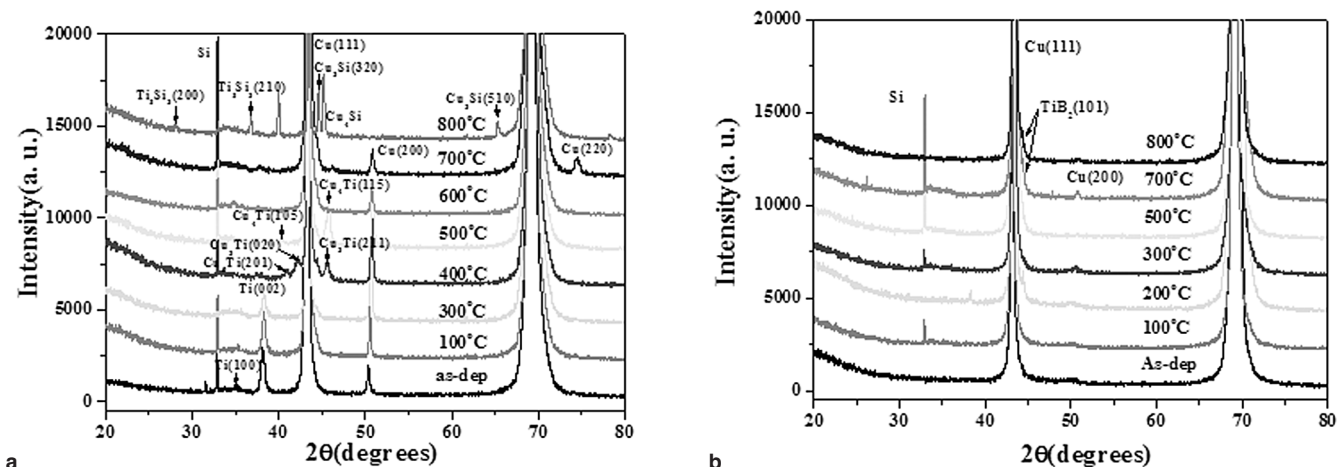 20000
15000
10000
5000
0
Intensity(a. u.)
Si
Cu(111)
Cu3Si(320)
Ti5Si3(200)
Ti5Si3(210)
Cu4Si
Cu3Si(510)
800°C
Cu(200)
Cu(220)
700°C
Cu4Ti(115)
600°C
Cu4Ti(105)
500°C
Cu3Ti(020)
Cu3Ti(211)
Cu3Ti(201)
400°C
Ti(002)
300°C
100°C
Ti(100)
as-dep
20 30 40 50 60 70 80
2θ(degrees)
a
20000
15000
10000
5000
0
Intensity(a. u.)
Cu(111)
Si
TiB2(101)
800°C
Cu(200)
700°C
500°C
300°C
200°C
100°C
As-dep
20 30 40 50 60 70 80
2θ(degrees)
b